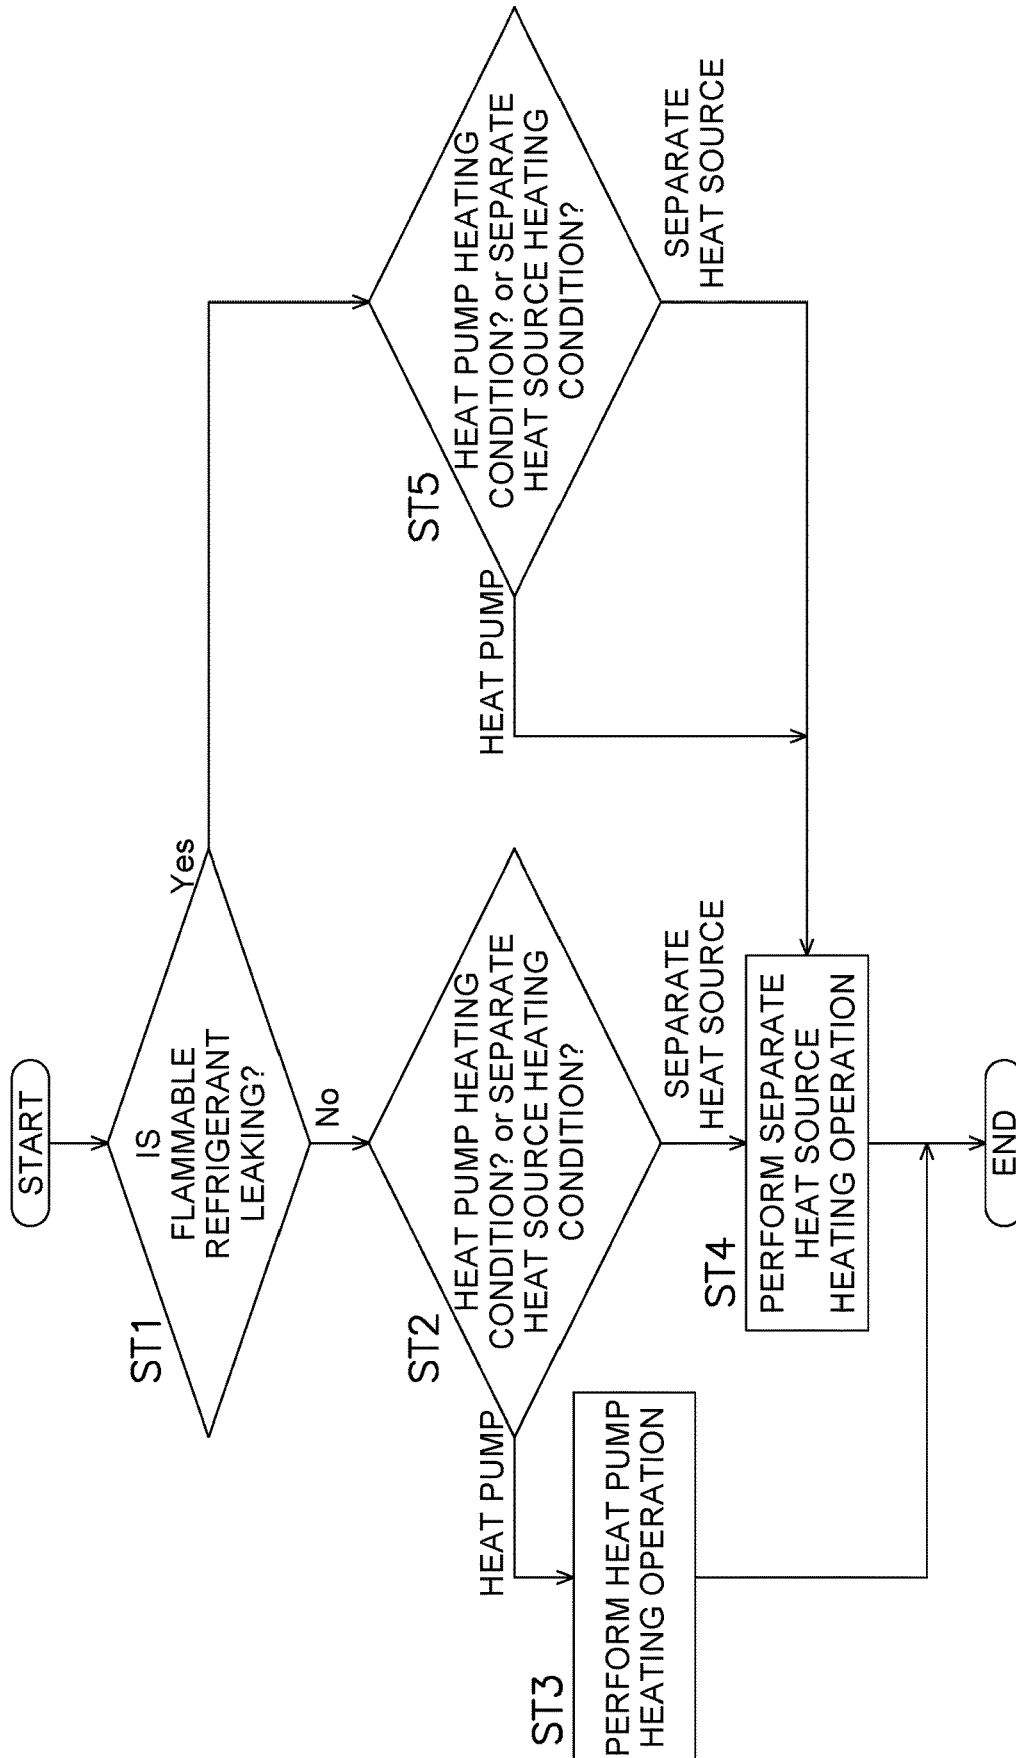 START
ST1
IS
FLAMMABLE
REFRIGERANT
LEAKING?
Yes
No
ST2
HEAT PUMP HEATING
CONDITION? or SEPARATE
HEAT SOURCE HEATING
CONDITION?
HEAT PUMP
SEPARATE
HEAT SOURCE
ST5
HEAT PUMP HEATING
CONDITION? or SEPARATE
HEAT SOURCE HEATING
CONDITION?
HEAT PUMP
SEPARATE
HEAT SOURCE
ST3
PERFORM HEAT PUMP
HEATING OPERATION
ST4
PERFORM SEPARATE
HEAT SOURCE
HEATING OPERATION
END